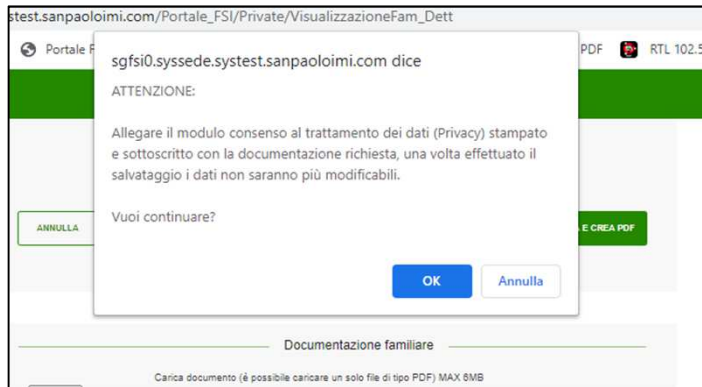 stest.sanpaoloimi.com/Portale_FSI/Private/VisualizzazioneFam_Dett
Portale F
PDF
RTL 102.5
sgfsi0.syssede.systest.sanpaoloimi.com dice
ATTENZIONE:
Allegare il modulo consenso al trattamento dei dati (Privacy) stampato
e sottoscritto con la documentazione richiesta, una volta effettuato il
salvataggio i dati non saranno più modificabili.
Vuoi continuare?
ANNULLA
E CREA PDF
OK
Annulla
Documentazione familiare
Carica documento (è possibile caricare un solo file di tipo PDF) MAX 6MB